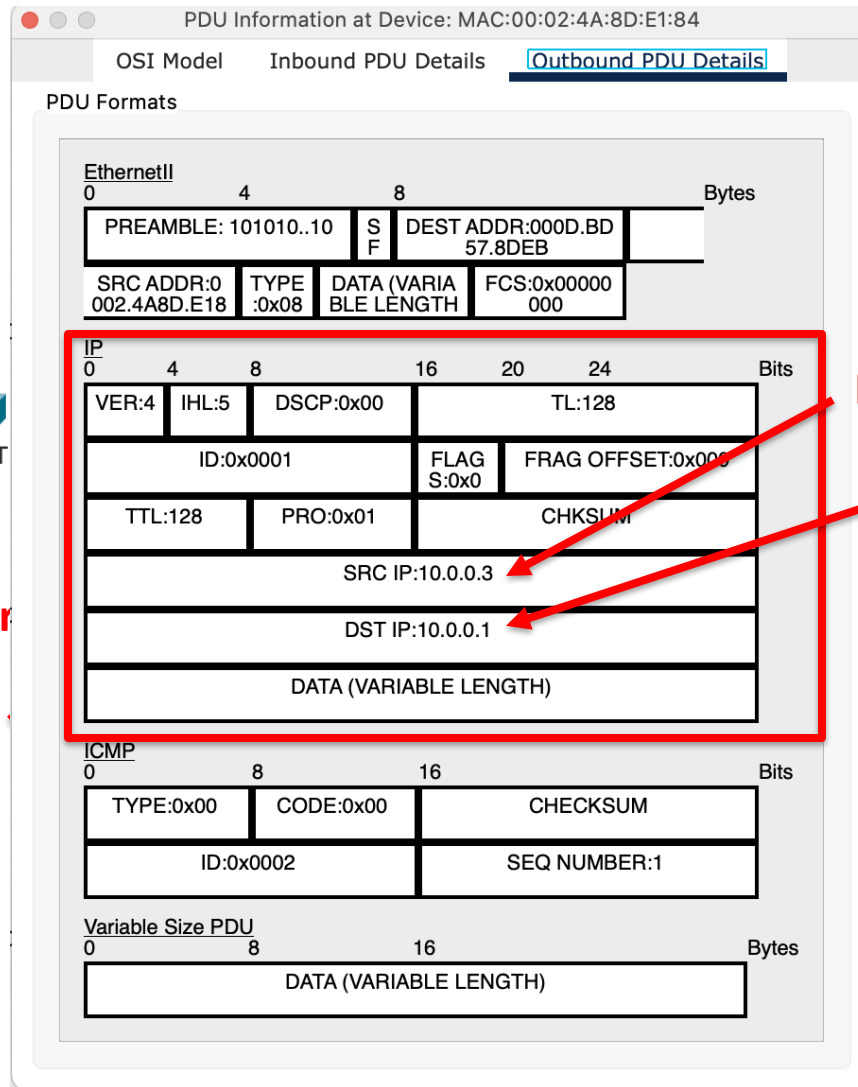 PDU Information at Device: MAC:00:02:4A:8D:E1:84
OSI Model Inbound PDU Details Outbound PDU Details
PDU Formats
EthernetII
0 4 8 Bytes
PREAMBLE: 101010..10 S DEST ADDR:000D.BD
F 57.8DEB
SRC ADDR:0 TYPE DATA (VARIA FCS:0x00000
002.4A8D.E18 :0x08 BLE LENGTH 000
IP
0 4 8 16 20 24 Bits
VER:4 IHL:5 DSCP:0x00 TL:128
ID:0x0001 FLAG FRAG OFFSET:0x000
S:0x0
TTL:128 PRO:0x01 CHKSUM
SRC IP:10.0.0.3
DST IP:10.0.0.1
DATA (VARIABLE LENGTH)
ICMP
0 8 16 Bits
TYPE:0x00 CODE:0x00 CHECKSUM
ID:0x0002 SEQ NUMBER:1
Variable Size PDU
0 8 16 Bytes
DATA (VARIABLE LENGTH)